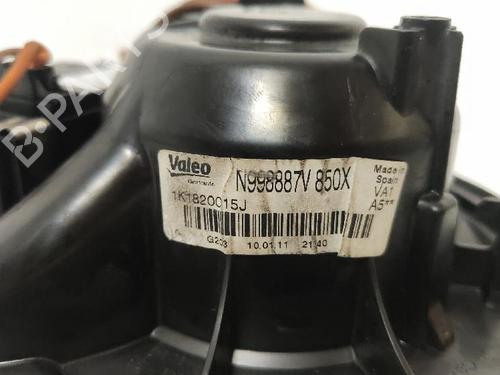 B-PARTS
Valeo
N998887V 850X
Made in
Spain
1K1820015J
VA1
A5**
G203 10.01.11 21:40